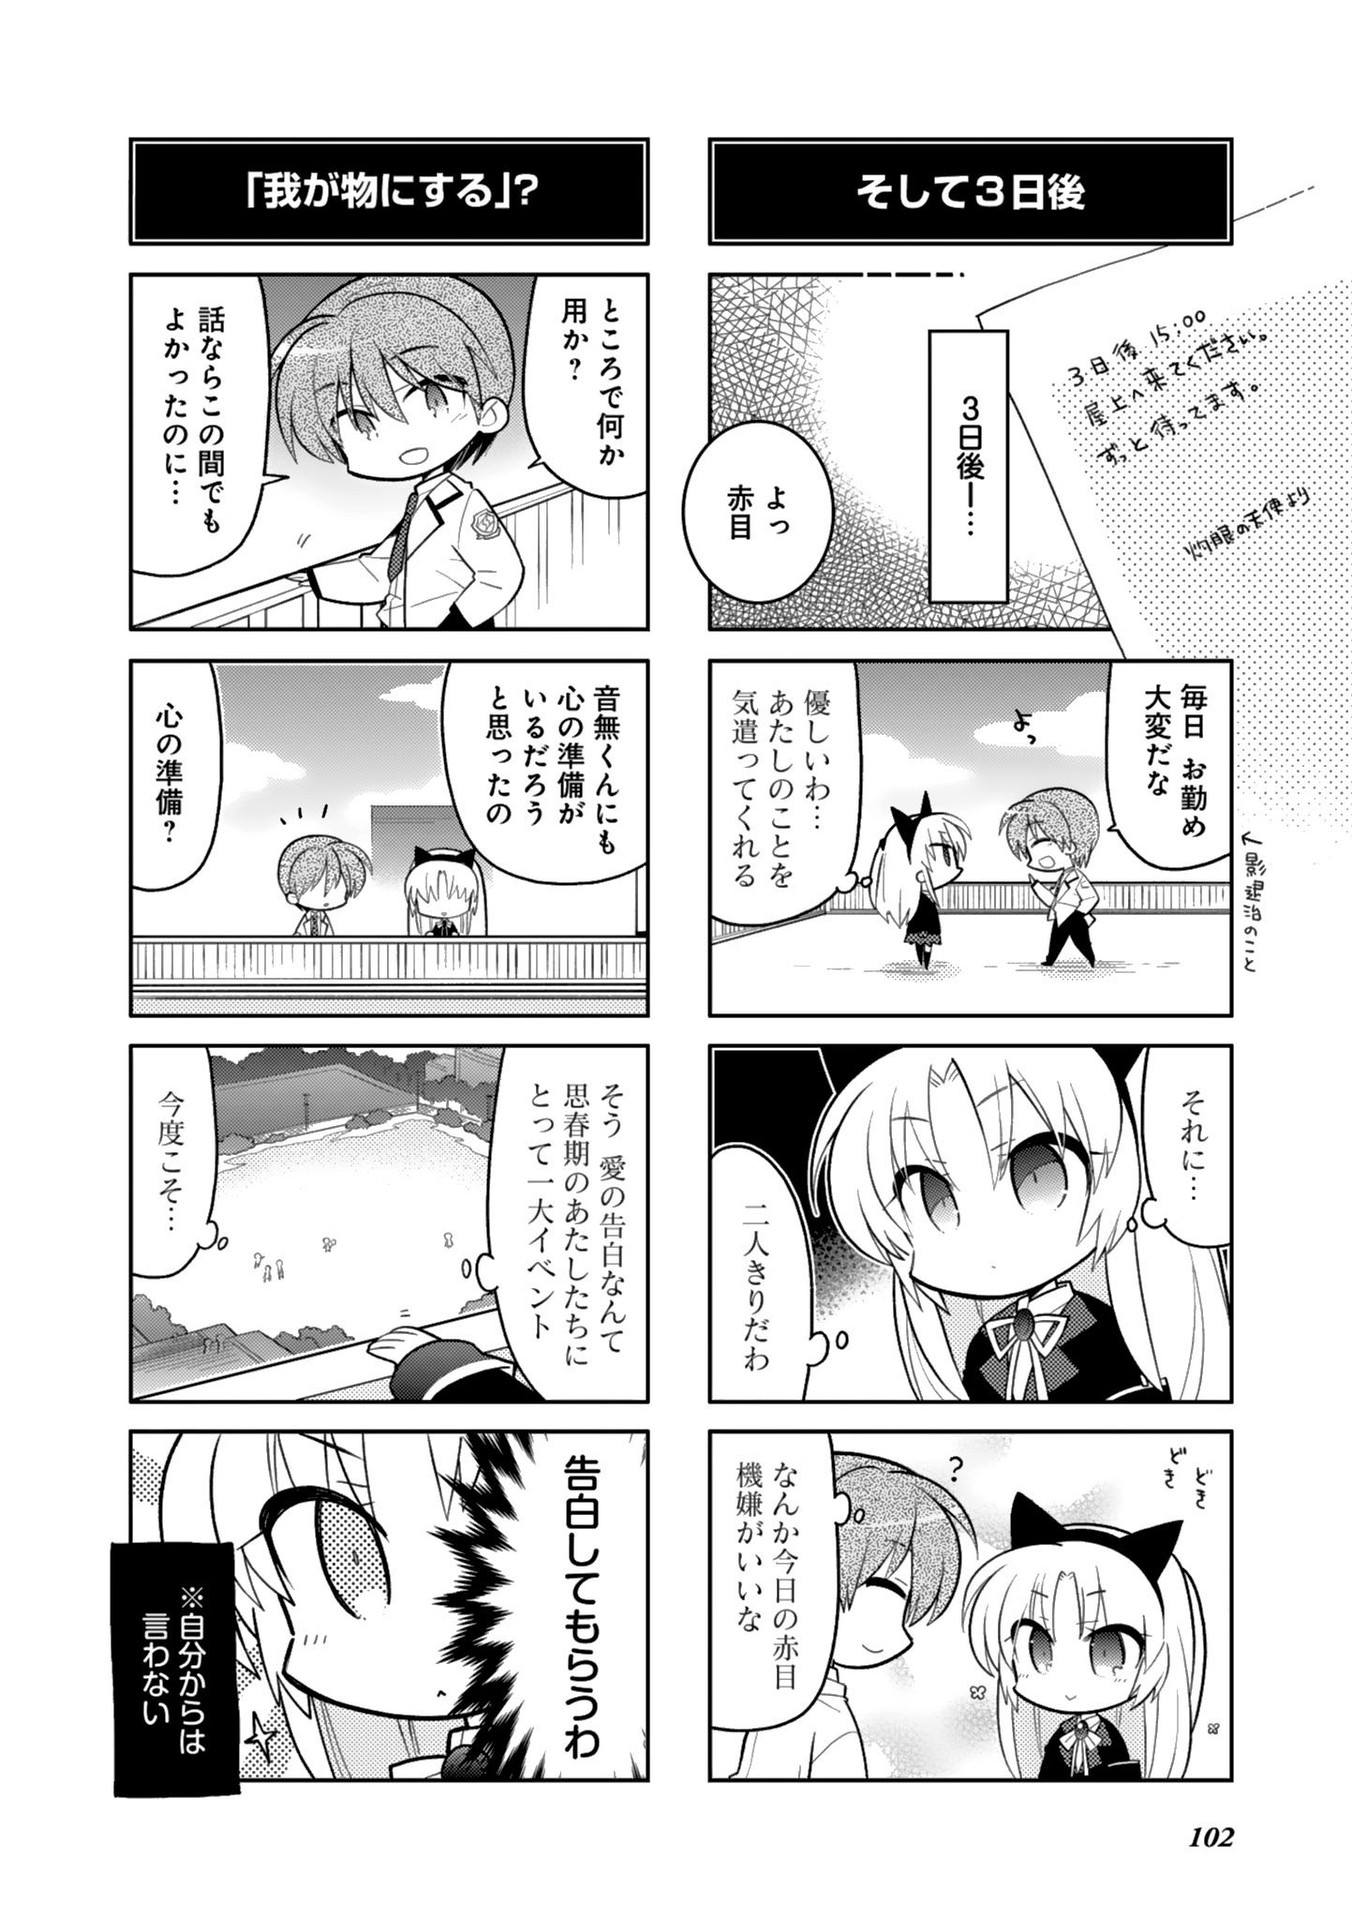 そして3日後
3日後 15:00
屋上へ来てください。
ずっと待ってます。
灼眼の天使より
3日後ー…
よっ
赤目
毎日 お勤め
大変だな
←影退治のこと
よっ
優しいわ…
あたしのことを
気遣ってくれる
それに…
二人きりだわ
どき
どき
どき
どき
?
なんか今日の赤目
機嫌がいいな
「我が物にする」?
ところで何か
用か?
話ならこの間でも
よかったのに…
音無くんにも
心の準備が
いるだろう
と思ったの
心の準備?
そう 愛の告白なんて
思春期のあたしたちに
とって一大イベント
今度こそ…
告白してもらうわ
※自分からは
言わない
102